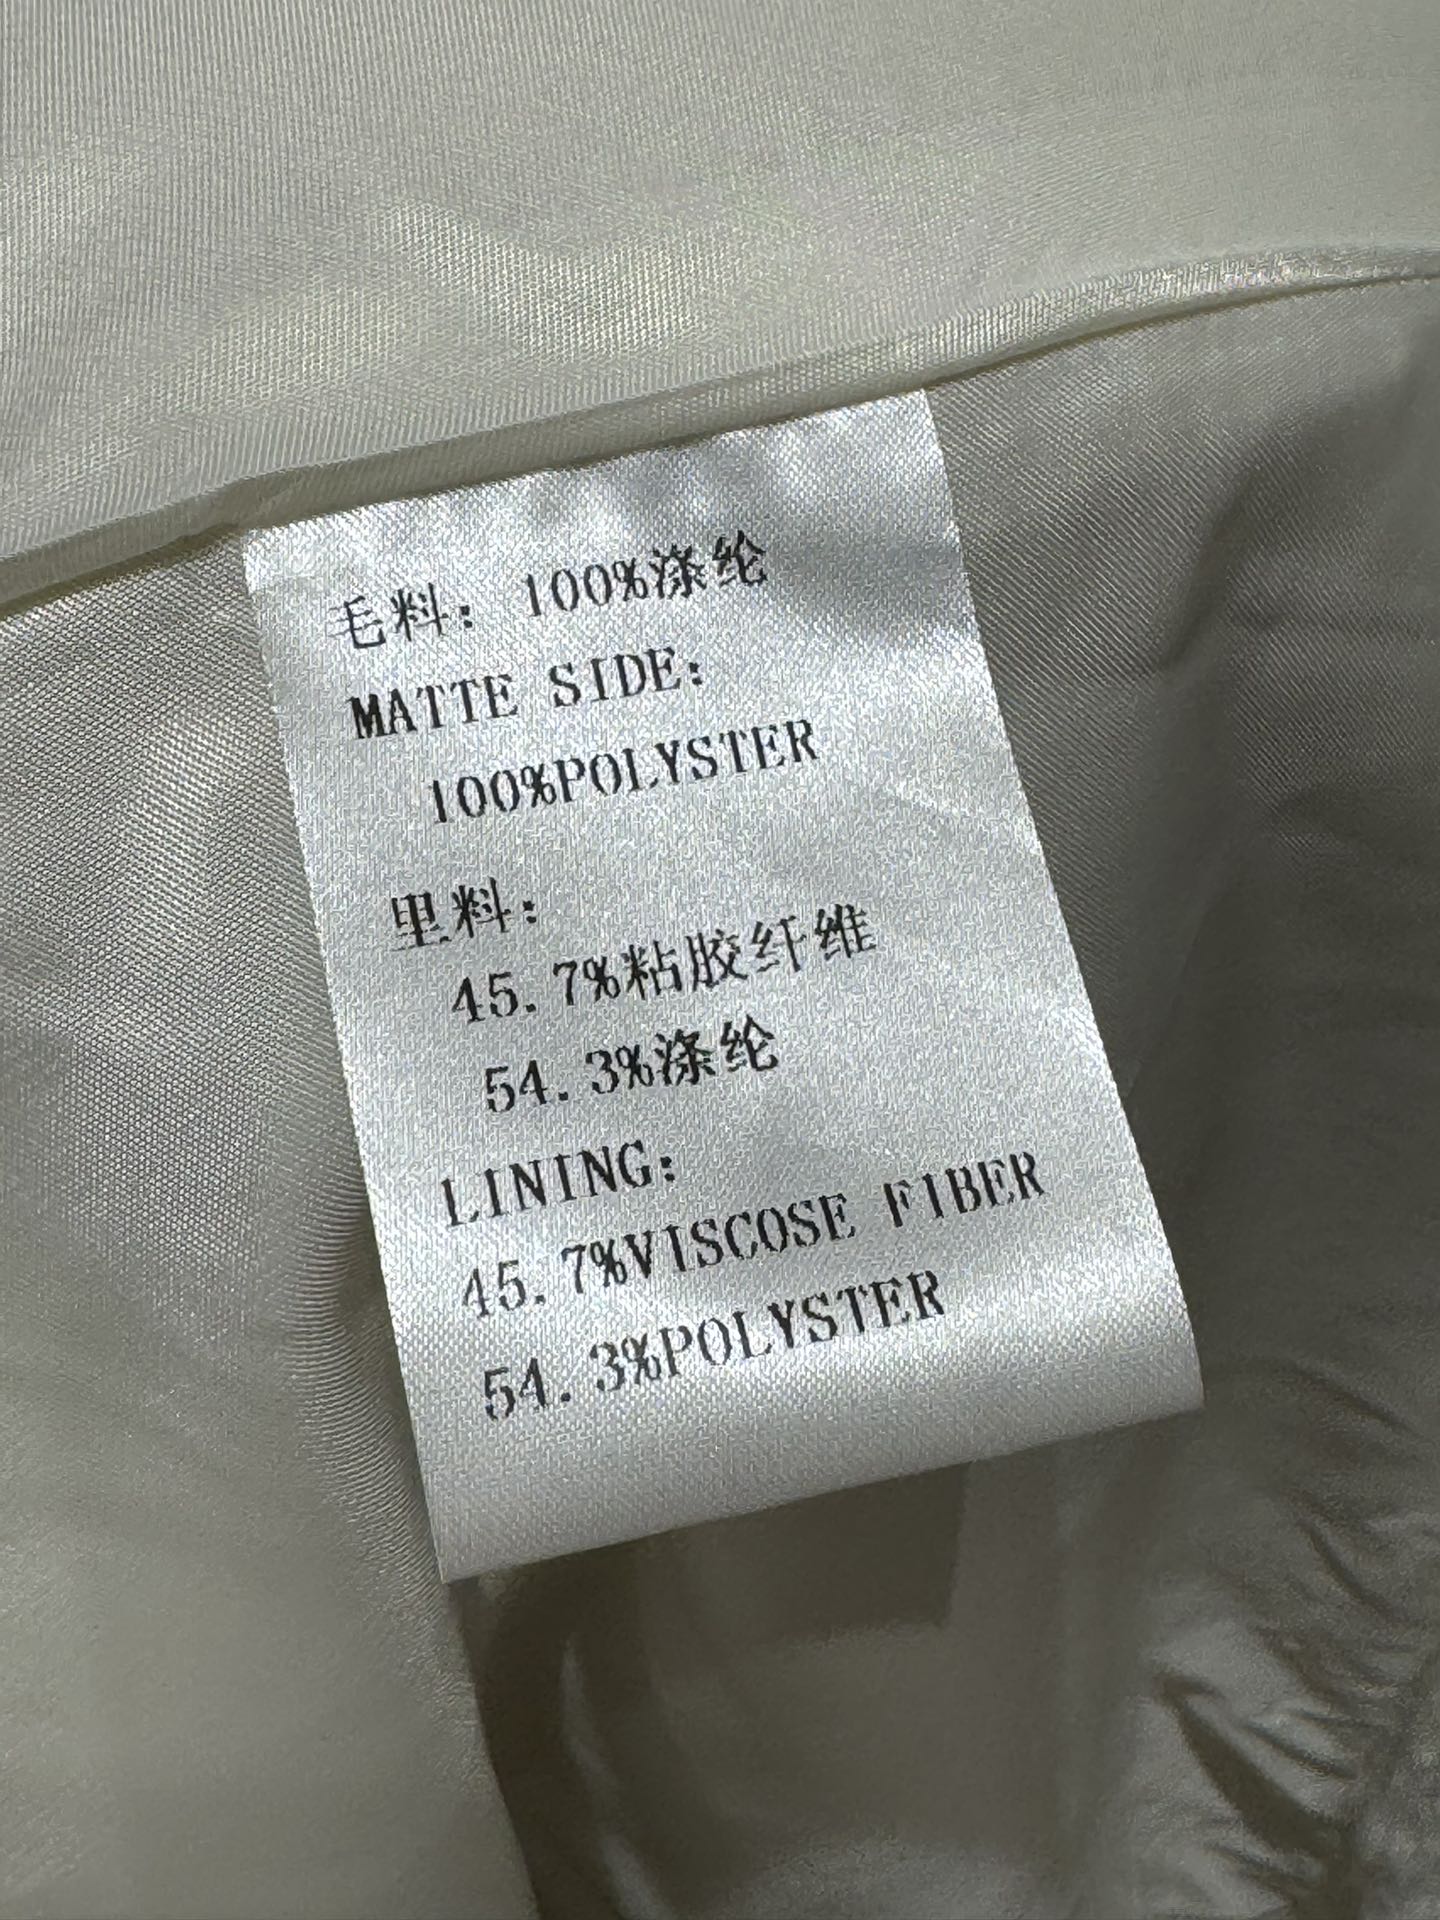 毛料：100%涤纶
MATTE SIDE:
100%POLYSTER
里料：
45.7%粘胶纤维
54.3%涤纶
LINING:
45.7%VISCOSE FIBER
54.3%POLYSTER